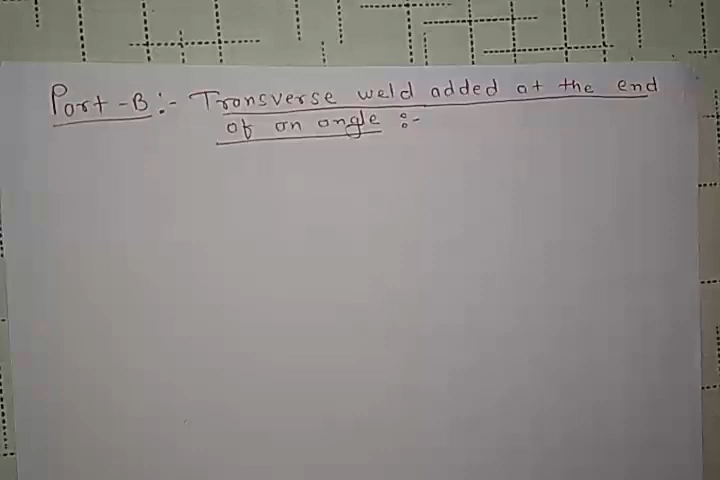 Part -B :- Transverse weld added at the end
of an angle :-